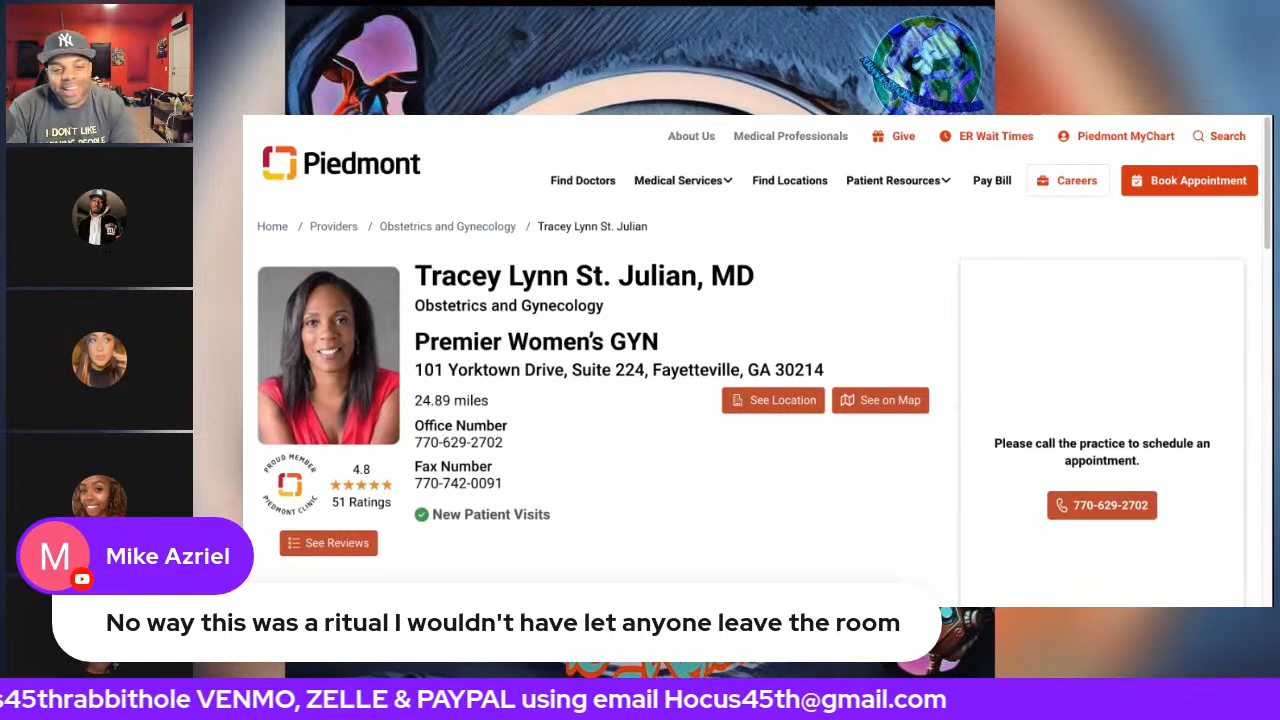 I DON'T LIKE
About Us
Medical Professionals
Give
ER Wait Times
Piedmont MyChart
Search
Piedmont
Find Doctors
Medical Services
Find Locations
Patient Resources
Pay Bill
Careers
Book Appointment
Home / Providers / Obstetrics and Gynecology / Tracey Lynn St. Julian
Tracey Lynn St. Julian, MD
Obstetrics and Gynecology
Premier Women's GYN
101 Yorktown Drive, Suite 224, Fayetteville, GA 30214
24.89 miles
See Location
See on Map
Office Number
770-629-2702
Fax Number
770-742-0091
New Patient Visits
PROUD MEMBER
PIEDMONT CLINIC
4.8
51 Ratings
See Reviews
Please call the practice to schedule an
appointment.
770-629-2702
M
Mike Azriel
No way this was a ritual I wouldn't have let anyone leave the room
s45thrabbithole VENMO, ZELLE & PAYPAL using email Hocus45th@gmail.com